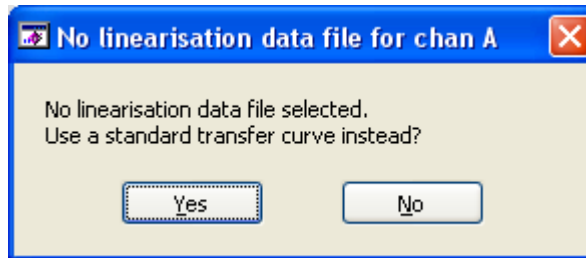 No linearisation data file for chan A
No linearisation data file selected.
Use a standard transfer curve instead?
Yes
No